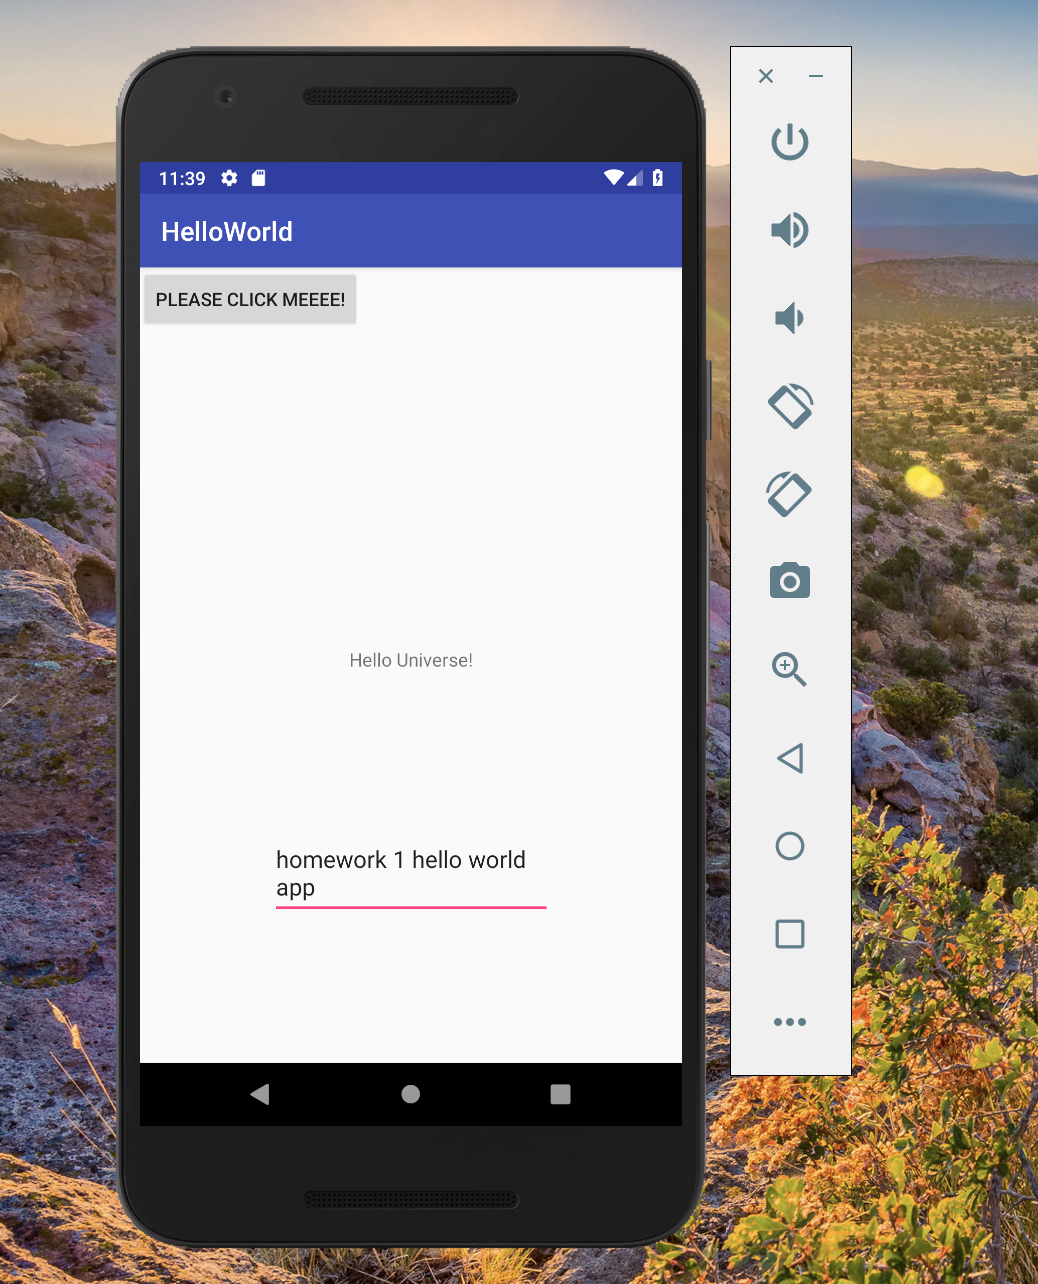 11:39
HelloWorld
PLEASE CLICK MEEEE!
Hello Universe!
homework 1 hello world
app